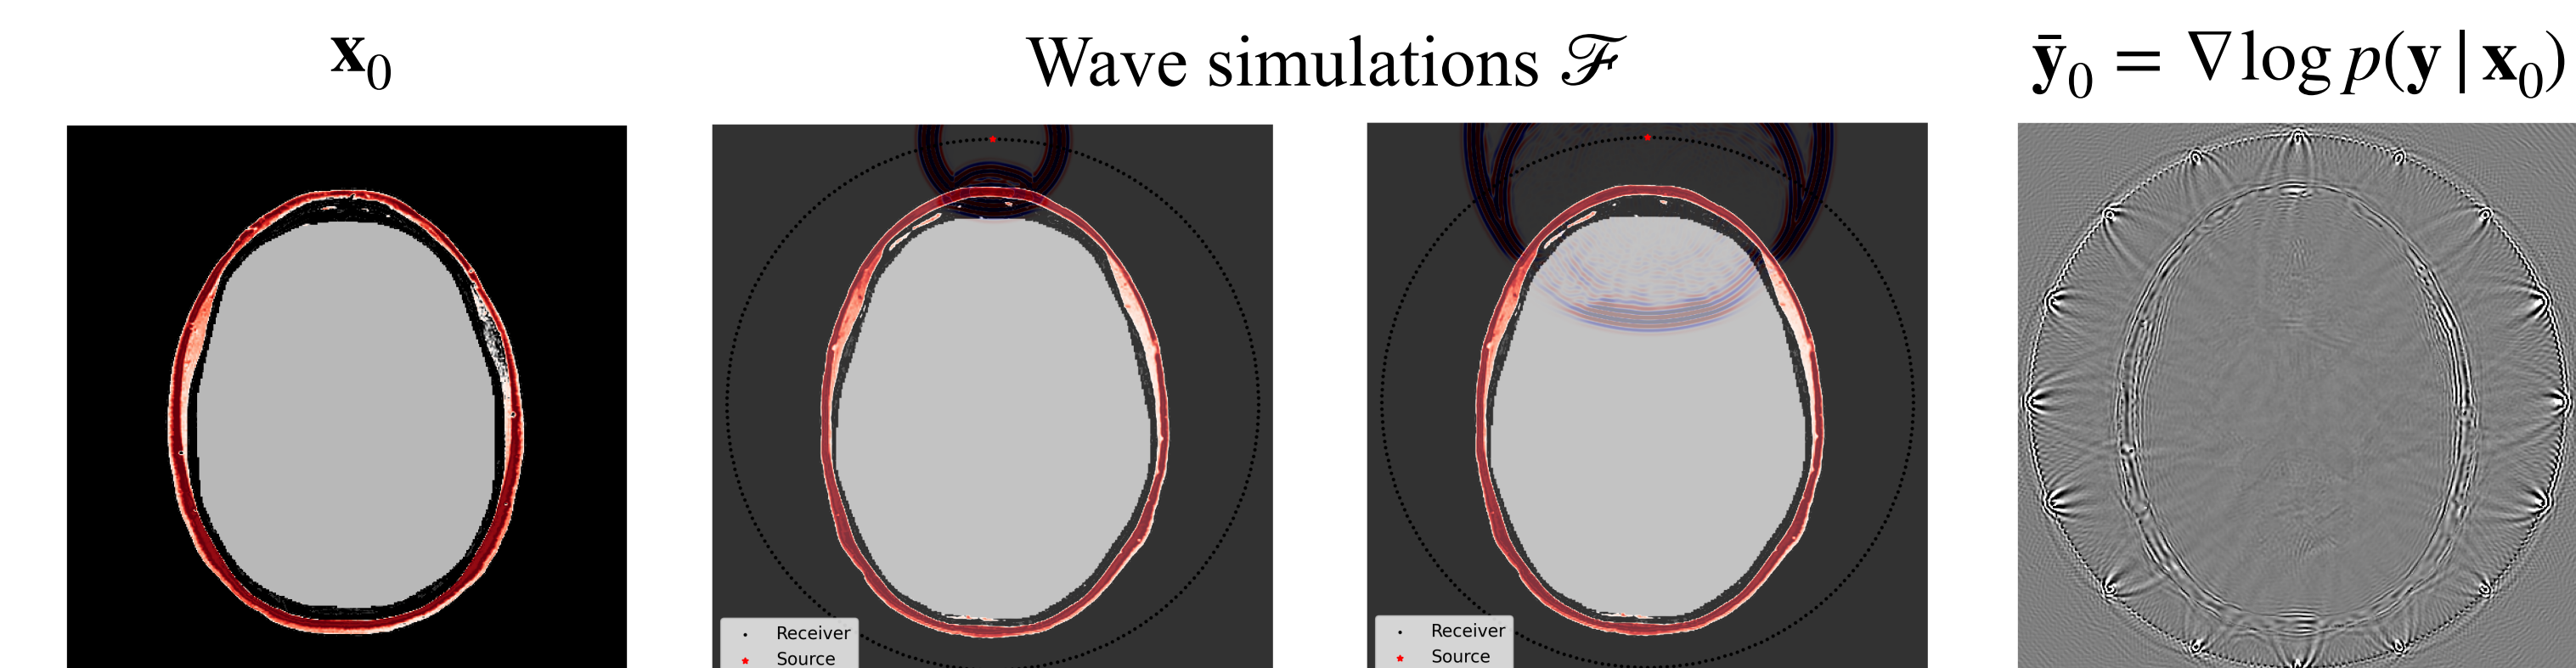 x₀
Wave simulations ℱ
ȳ₀ = ∇ log p(y | x₀)
Receiver
Source
Receiver
Source